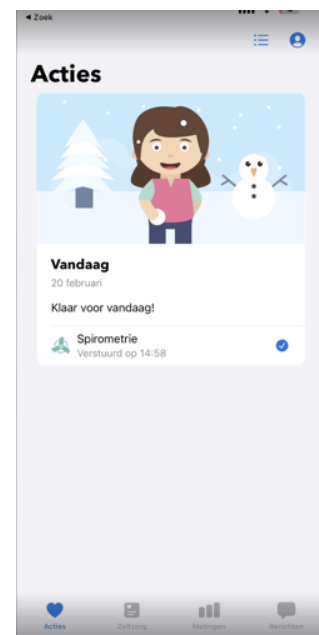 Zoek
Acties
Vandaag
20 februari
Klaar voor vandaag!
Spirometrie
Verstuurd op 14:58
Acties
Zelfzorg
Metingen
Berichten